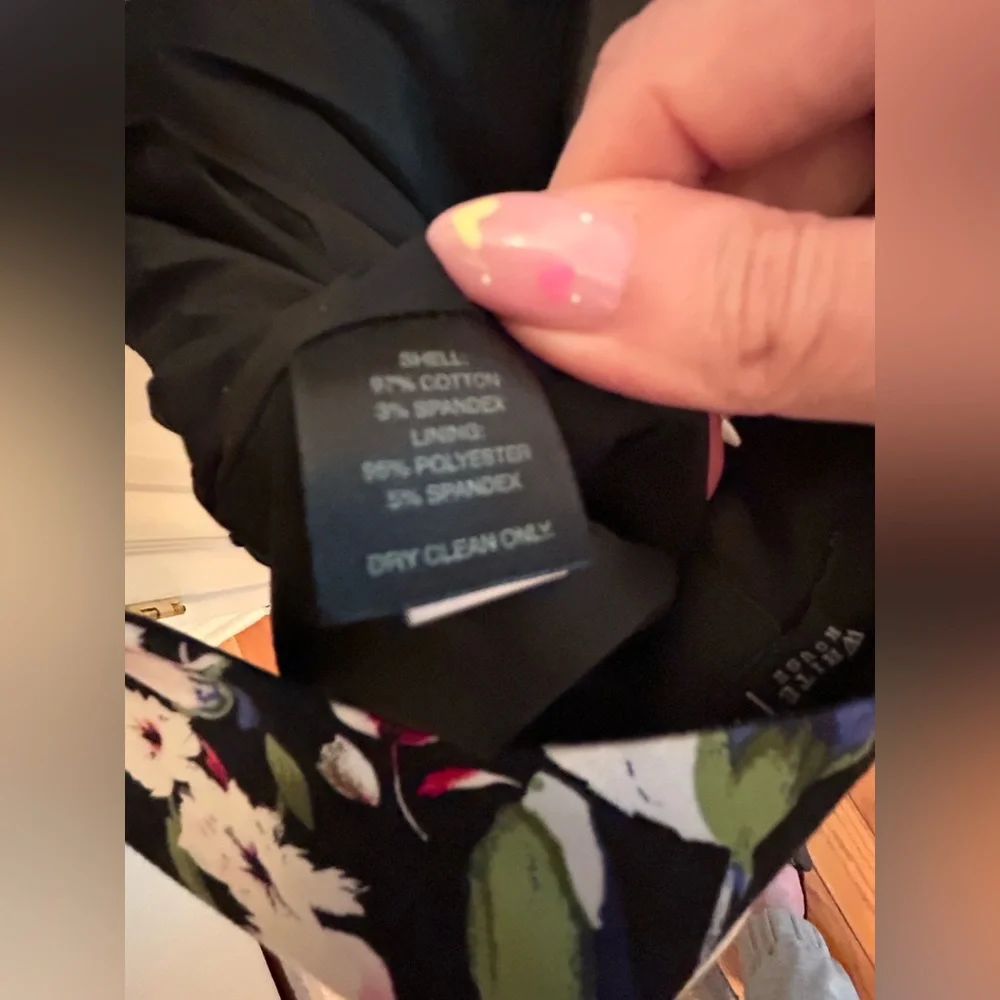 SHELL:
97% COTTON
3% SPANDEX
LINING:
95% POLYESTER
5% SPANDEX
DRY CLEAN ONLY.
WHITE
HOUSE